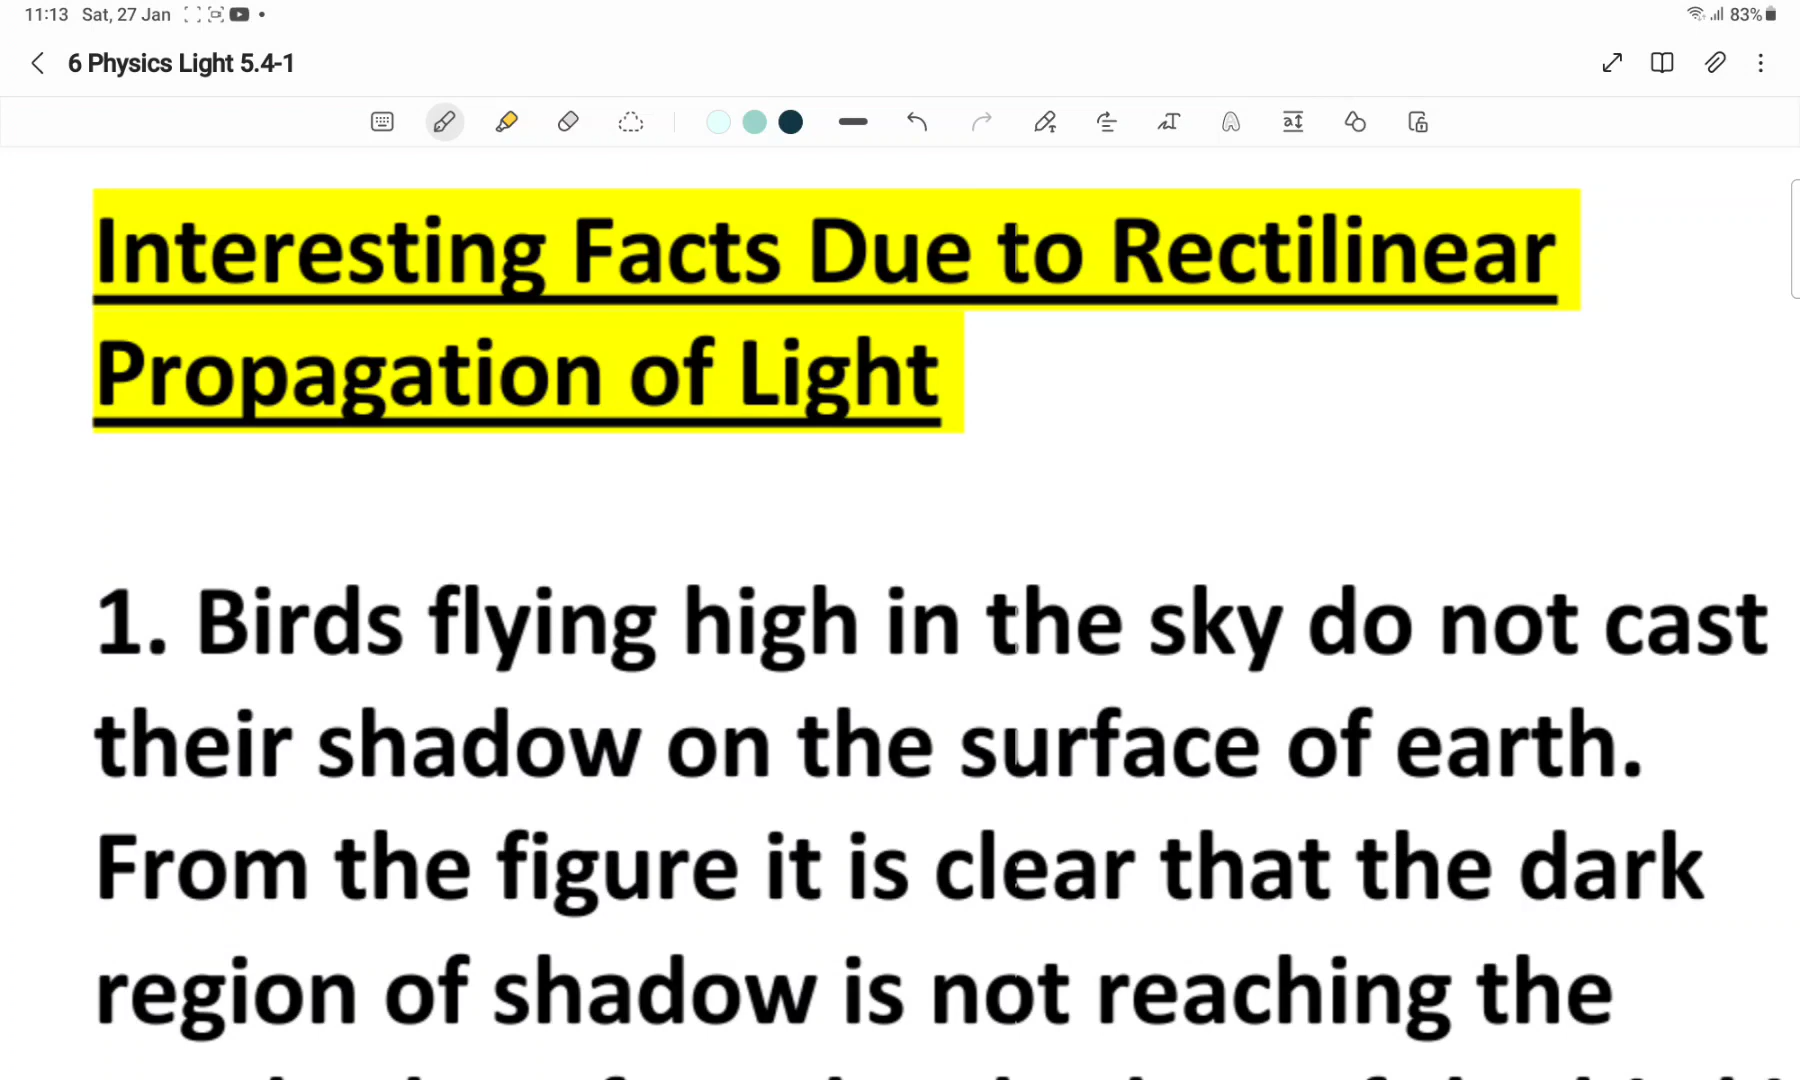 11:13 Sat, 27 Jan 83%
6 Physics Light 5.4-1
Interesting Facts Due to Rectilinear
Propagation of Light
1. Birds flying high in the sky do not cast
their shadow on the surface of earth.
From the figure it is clear that the dark
region of shadow is not reaching the